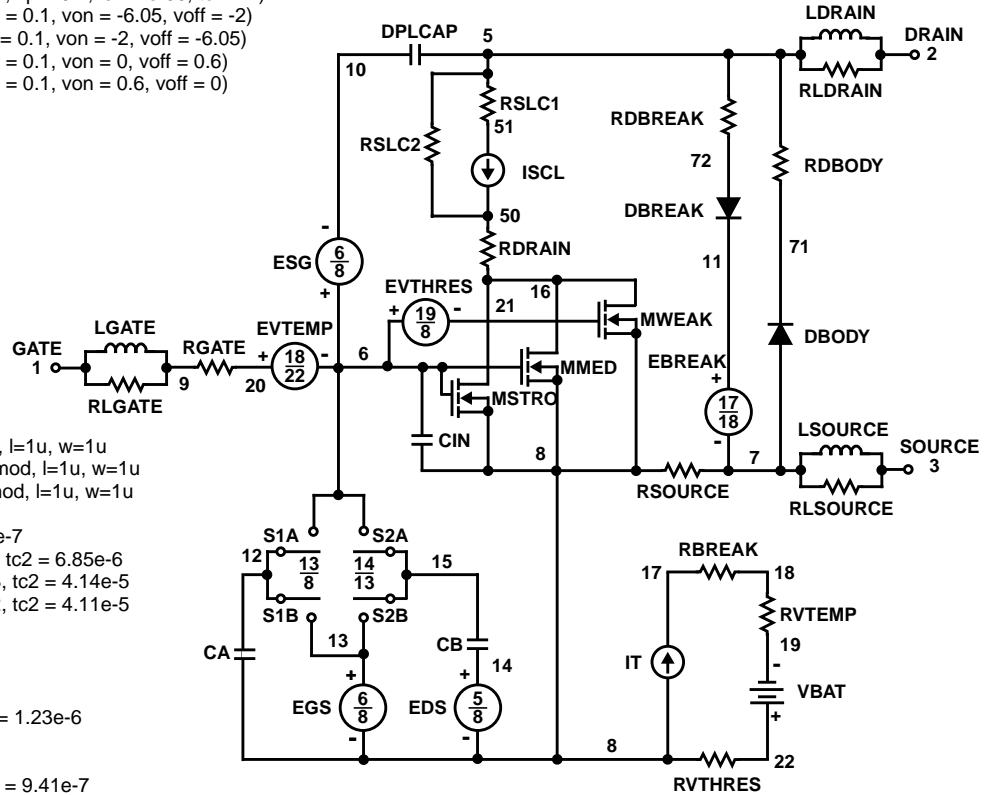 = 0.1, von = -6.05, voff = -2)
= 0.1, von = -2, voff = -6.05)
= 0.1, von = 0, voff = 0.6)
= 0.1, von = 0.6, voff = 0)
LDRAIN
DPLCAP 5 DRAIN
10 2
RSLC1 RLDRAIN
51 RDBREAK
RSLC2
72 RDBODY
ISCL
DBREAK
50
RDRAIN 71
- 11
ESG 6 8
+ EVTHRES 16
+ 19 8 - 21
MWEAK
LGATE EVTEMP DBODY
GATE RGATE + 18 22 - 6 EBREAK
1 9 20 MMED +
RLGATE MSTRO 17 18
- LSOURCE
CIN 8 7 SOURCE
3
RSOURCE
RLSOURCE
, l=1u, w=1u
mod, l=1u, w=1u
mod, l=1u, w=1u
e-7
tc2 = 6.85e-6
, tc2 = 4.14e-5
, tc2 = 4.11e-5
S1A S2A RBREAK
12 13 8 14 13 15 17 18
S1B S2B RVTEMP
13 CB 19
CA 14 IT -
+ + VBAT
EGS 6 8 EDS 5 8 +
- - 8 22
RVTHRES
= 1.23e-6
= 9.41e-7